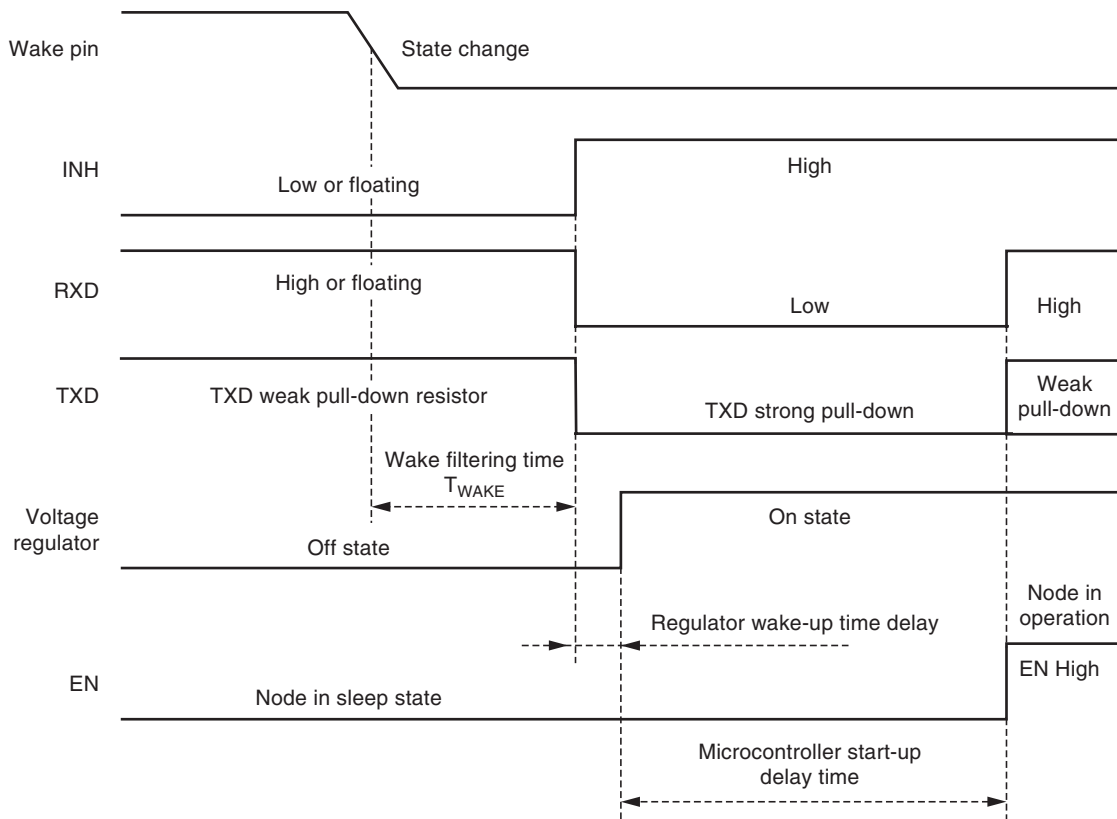 Wake pin
State change
INH
High
Low or floating
High or floating
RXD
Low
High
TXD
TXD weak pull-down resistor
TXD strong pull-down
Weak
pull-down
Wake filtering time
TWAKE
Voltage
regulator
On state
Off state
Node in
operation
Regulator wake-up time delay
EN
EN High
Node in sleep state
Microcontroller start-up
delay time